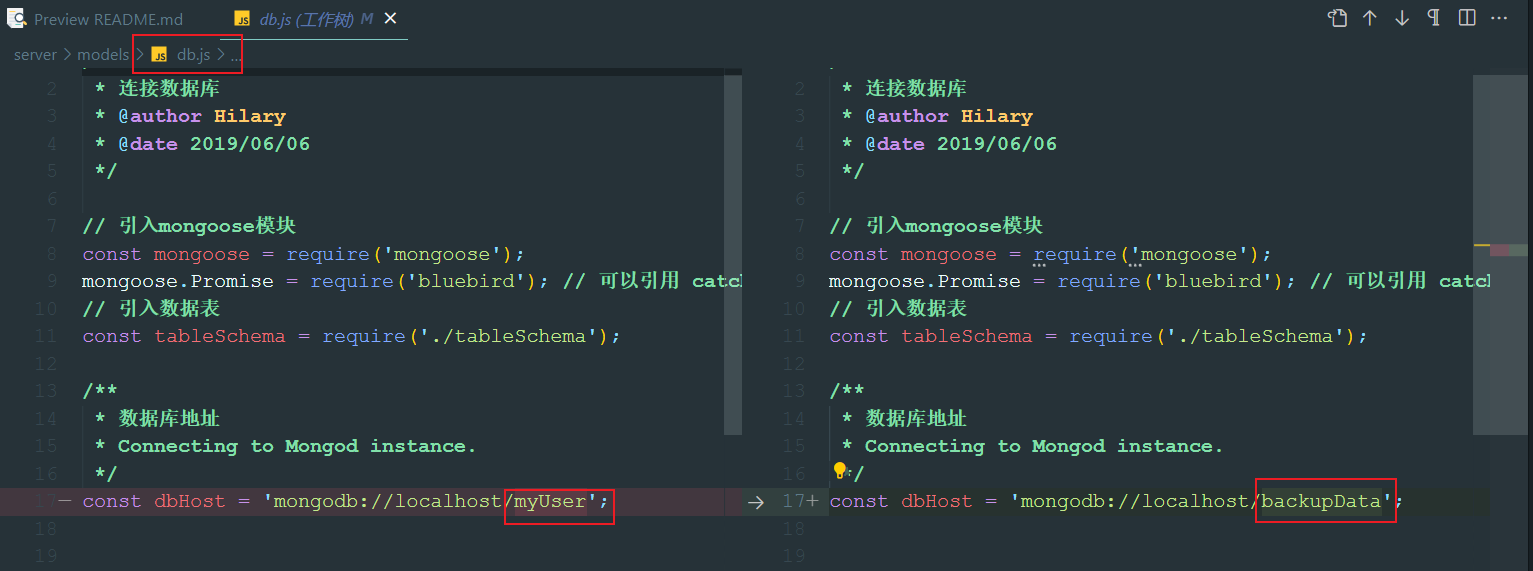 Preview README.md
JS db.js (工作树) M
server > models > JS db.js > ...
2 * 连接数据库
3 * @author Hilary
4 * @date 2019/06/06
5 */
6
7 // 引入mongoose模块
8 const mongoose = require('mongoose');
9 mongoose.Promise = require('bluebird'); // 可以引用 catch
10 // 引入数据表
11 const tableSchema = require('./tableSchema');
12
13 /**
14 * 数据库地址
15 * Connecting to Mongod instance.
16 */
17— const dbHost = 'mongodb://localhost/myUser';
18
19
2 * 连接数据库
3 * @author Hilary
4 * @date 2019/06/06
5 */
6
7 // 引入mongoose模块
8 const mongoose = require('mongoose');
9 mongoose.Promise = require('bluebird'); // 可以引用 catc
10 // 引入数据表
11 const tableSchema = require('./tableSchema');
12
13 /**
14 * 数据库地址
15 * Connecting to Mongod instance.
16 */
17+ const dbHost = 'mongodb://localhost/backupData';
18
19